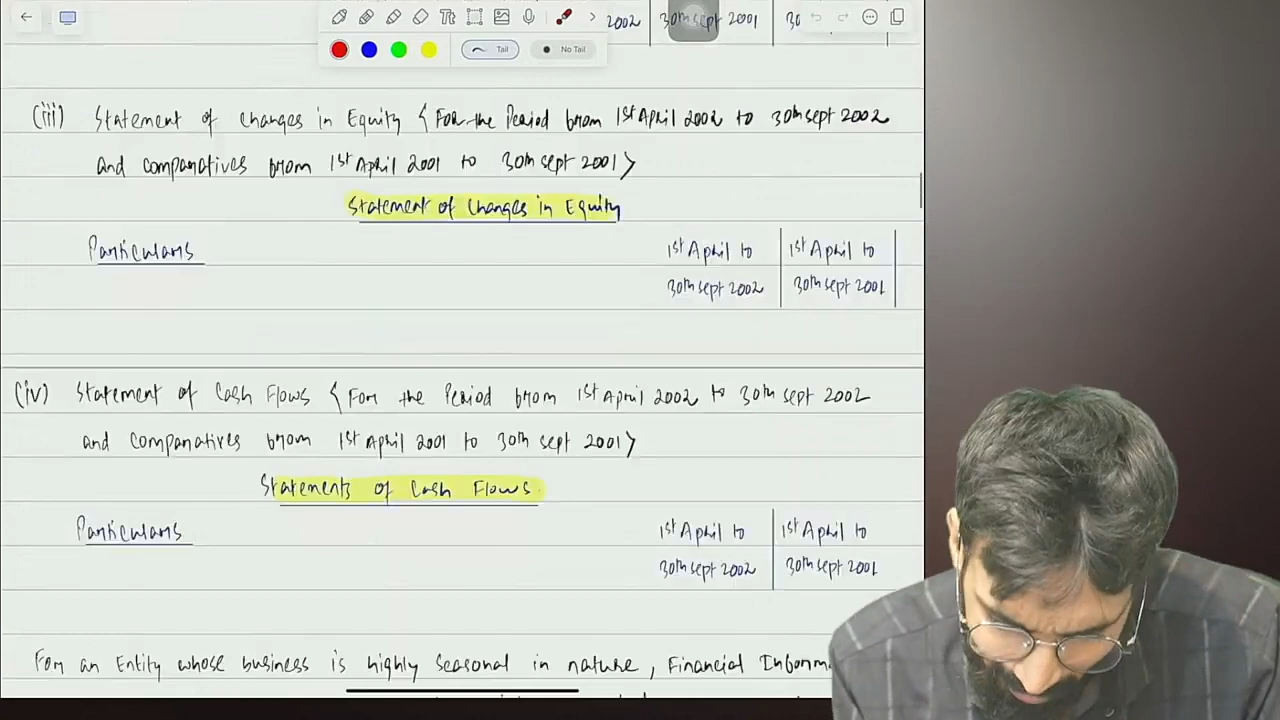 2002 30th sept 2001 30
Tail No Tail
(iii) Statement of Changes in Equity { For the Period from 1st April 2002 to 30th sept 2002
and comparatives from 1st April 2001 to 30th sept 2001 }
Statement of Changes in Equity
Particulars 1st April to 1st April to
30th sept 2002 30th sept 2001
(iv) Statement of Cash Flows { For the Period from 1st April 2002 to 30th sept 2002
and comparatives from 1st April 2001 to 30th sept 2001 }
Statements of Cash Flows.
Particulars 1st April to 1st April to
30th sept 2002 30th sept 2001
For an Entity whose business is highly seasonal in nature, Financial